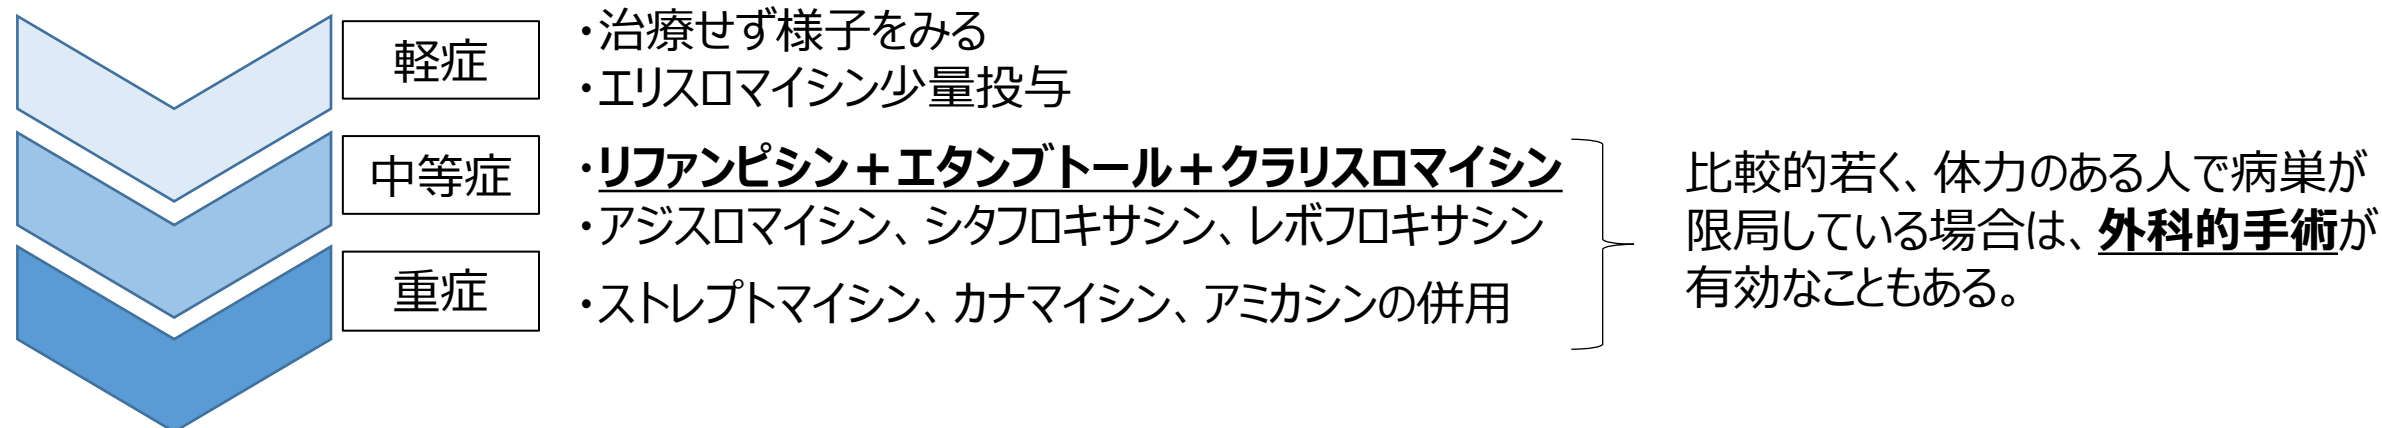 軽症
・治療せず様子をみる
・エリスロマイシン少量投与
中等症
・リファンピシン+エタンブトール+クラリスロマイシン
・アジスロマイシン、シタフロキサシン、レボフロキサシン
重症
・ストレプトマイシン、カナマイシン、アミカシンの併用
比較的若く、体力のある人で病巣が
限局している場合は、外科的手術が
有効なこともある。